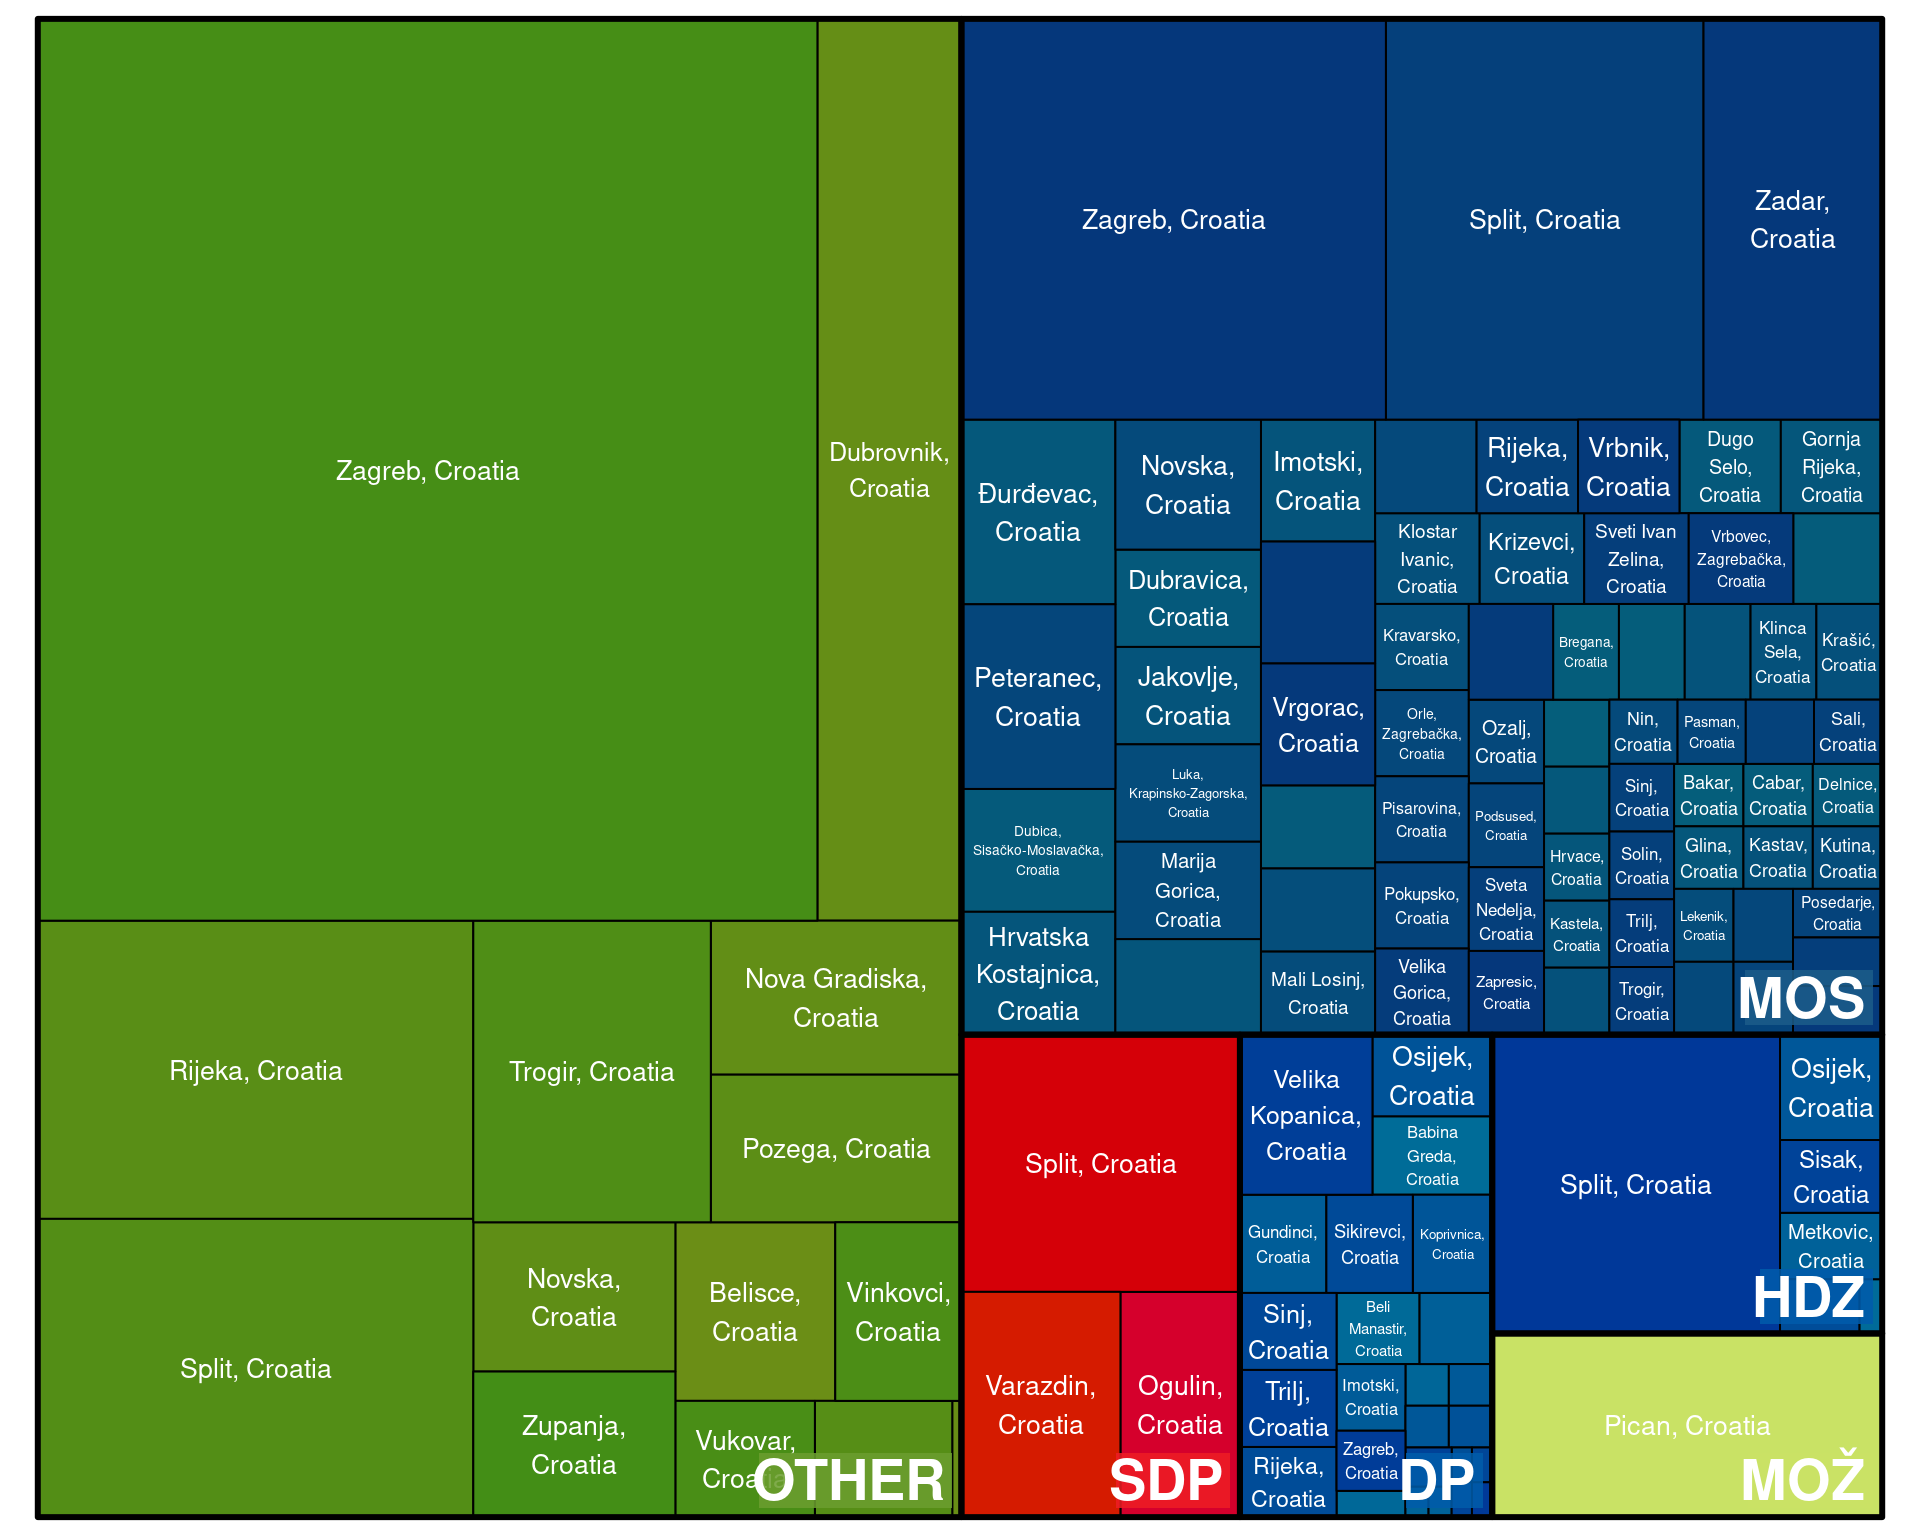 Zagreb, Croatia
Dubrovnik,
Croatia
Rijeka, Croatia
Split, Croatia
Trogir, Croatia
Nova Gradiska,
Croatia
Pozega, Croatia
Novska,
Croatia
Zupanja,
Croatia
Belisce,
Croatia
Vinkovci,
Croatia
Vukovar,
Croatia
OTHER
Zagreb, Croatia
Split, Croatia
Zadar,
Croatia
Đurđevac,
Croatia
Peteranec,
Croatia
Dubica,
Sisačko-Moslavačka,
Croatia
Hrvatska
Kostajnica,
Croatia
Novska,
Croatia
Dubravica,
Croatia
Jakovlje,
Croatia
Luka,
Krapinsko-Zagorska,
Croatia
Marija
Gorica,
Croatia
Imotski,
Croatia
Vrgorac,
Croatia
Mali Losinj,
Croatia
Rijeka,
Croatia
Vrbnik,
Croatia
Dugo
Selo,
Croatia
Gornja
Rijeka,
Croatia
Klostar
Ivanic,
Croatia
Krizevci,
Croatia
Sveti Ivan
Zelina,
Croatia
Vrbovec,
Zagrebačka,
Croatia
Kravarsko,
Croatia
Orle,
Zagrebačka,
Croatia
Pisarovina,
Croatia
Pokupsko,
Croatia
Velika
Gorica,
Croatia
Bregana,
Croatia
Klinca
Sela,
Croatia
Krašić,
Croatia
Ozalj,
Croatia
Podsused,
Croatia
Sveta
Nedelja,
Croatia
Zapresic,
Croatia
Hrvace,
Croatia
Kastela,
Croatia
Nin,
Croatia
Pasman,
Croatia
Sali,
Croatia
Sinj,
Croatia
Solin,
Croatia
Trilj,
Croatia
Trogir,
Croatia
Bakar,
Croatia
Cabar,
Croatia
Delnice,
Croatia
Glina,
Croatia
Kastav,
Croatia
Kutina,
Croatia
Lekenik,
Croatia
Posedarje,
Croatia
MOS
Split, Croatia
Varazdin,
Croatia
Ogulin,
Croatia
SDP
Velika
Kopanica,
Croatia
Osijek,
Croatia
Babina
Greda,
Croatia
Gundinci,
Croatia
Sikirevci,
Croatia
Koprivnica,
Croatia
Sinj,
Croatia
Trilj,
Croatia
Rijeka,
Croatia
Beli
Manastir,
Croatia
Imotski,
Croatia
Zagreb,
Croatia
DP
Split, Croatia
Osijek,
Croatia
Sisak,
Croatia
Metkovic,
Croatia
HDZ
Pican, Croatia
MOŽ